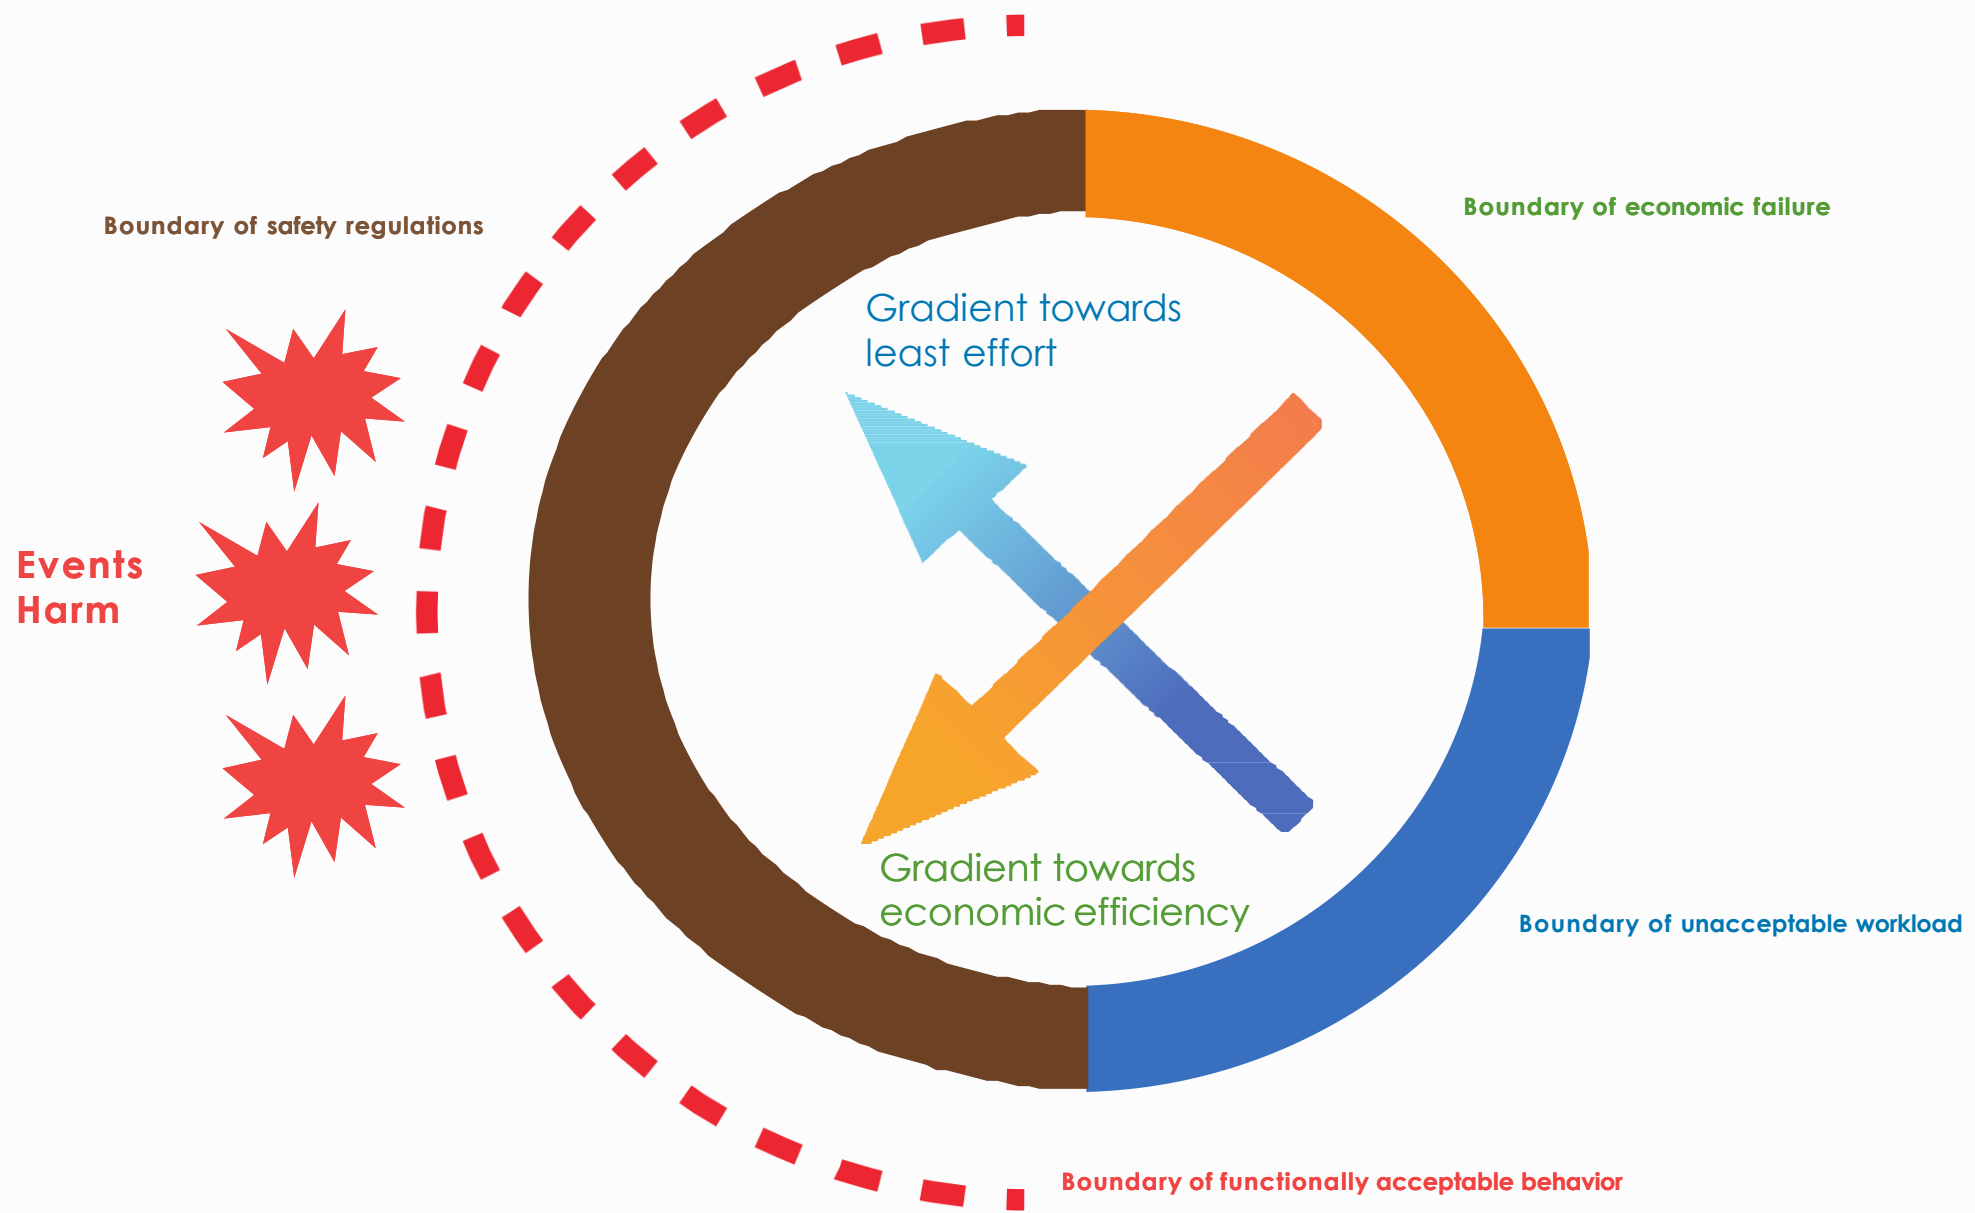 Boundary of economic failure
Boundary of safety regulations
Gradient towards
least effort
Events
Harm
Gradient towards
economic efficiency
Boundary of unacceptable workload
Boundary of functionally acceptable behavior